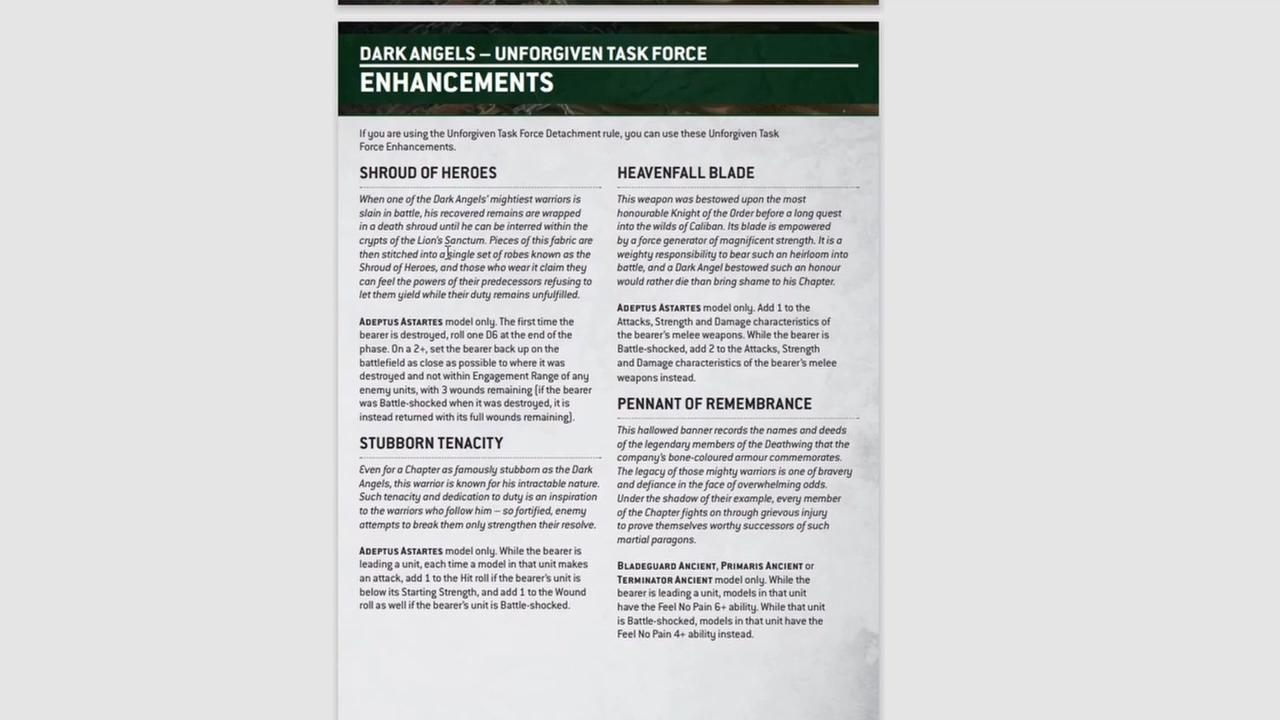 DARK ANGELS – UNFORGIVEN TASK FORCE
ENHANCEMENTS
If you are using the Unforgiven Task Force Detachment rule, you can use these Unforgiven Task
Force Enhancements.
SHROUD OF HEROES
When one of the Dark Angels' mightiest warriors is
slain in battle, his recovered remains are wrapped
in a death shroud until he can be interred within the
crypts of the Lion's Sanctum. Pieces of this fabric are
then stitched into a single set of robes known as the
Shroud of Heroes, and those who wear it claim they
can feel the powers of their predecessors refusing to
let them yield while their duty remains unfulfilled.
ADEPTUS ASTARTES model only. The first time the
bearer is destroyed, roll one D6 at the end of the
phase. On a 2+, set the bearer back up on the
battlefield as close as possible to where it was
destroyed and not within Engagement Range of any
enemy units, with 3 wounds remaining (if the bearer
was Battle-shocked when it was destroyed, it is
instead returned with its full wounds remaining).
STUBBORN TENACITY
Even for a Chapter as famously stubborn as the Dark
Angels, this warrior is known for his intractable nature.
Such tenacity and dedication to duty is an inspiration
to the warriors who follow him – so fortified, enemy
attempts to break them only strengthen their resolve.
ADEPTUS ASTARTES model only. While the bearer is
leading a unit, each time a model in that unit makes
an attack, add 1 to the Hit roll if the bearer's unit is
below its Starting Strength, and add 1 to the Wound
roll as well if the bearer's unit is Battle-shocked.
HEAVENFALL BLADE
This weapon was bestowed upon the most
honourable Knight of the Order before a long quest
into the wilds of Caliban. Its blade is empowered
by a force generator of magnificent strength. It is a
weighty responsibility to bear such an heirloom into
battle, and a Dark Angel bestowed such an honour
would rather die than bring shame to his Chapter.
ADEPTUS ASTARTES model only. Add 1 to the
Attacks, Strength and Damage characteristics of
the bearer's melee weapons. While the bearer is
Battle-shocked, add 2 to the Attacks, Strength
and Damage characteristics of the bearer's melee
weapons instead.
PENNANT OF REMEMBRANCE
This hallowed banner records the names and deeds
of the legendary members of the Deathwing that the
company's bone-coloured armour commemorates.
The legacy of those mighty warriors is one of bravery
and defiance in the face of overwhelming odds.
Under the shadow of their example, every member
of the Chapter fights on through grievous injury
to prove themselves worthy successors of such
martial paragons.
BLADEGUARD ANCIENT, PRIMARIS ANCIENT or
TERMINATOR ANCIENT model only. While the
bearer is leading a unit, models in that unit
have the Feel No Pain 6+ ability. While that unit
is Battle-shocked, models in that unit have the
Feel No Pain 4+ ability instead.